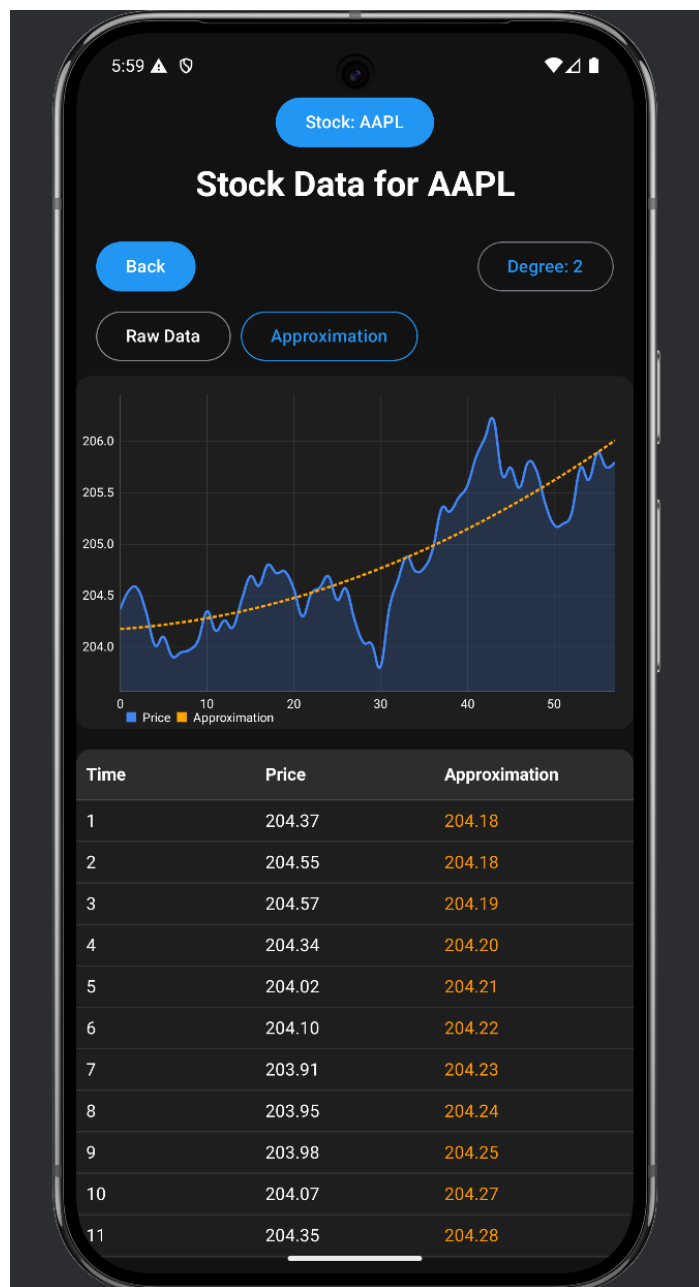 5:59
Stock: AAPL
Stock Data for AAPL
Back
Degree: 2
Raw Data
Approximation
206.0
205.5
205.0
204.5
204.0
0 10 20 30 40 50
Price Approximation
Time Price Approximation
1 204.37 204.18
2 204.55 204.18
3 204.57 204.19
4 204.34 204.20
5 204.02 204.21
6 204.10 204.22
7 203.91 204.23
8 203.95 204.24
9 203.98 204.25
10 204.07 204.27
11 204.35 204.28